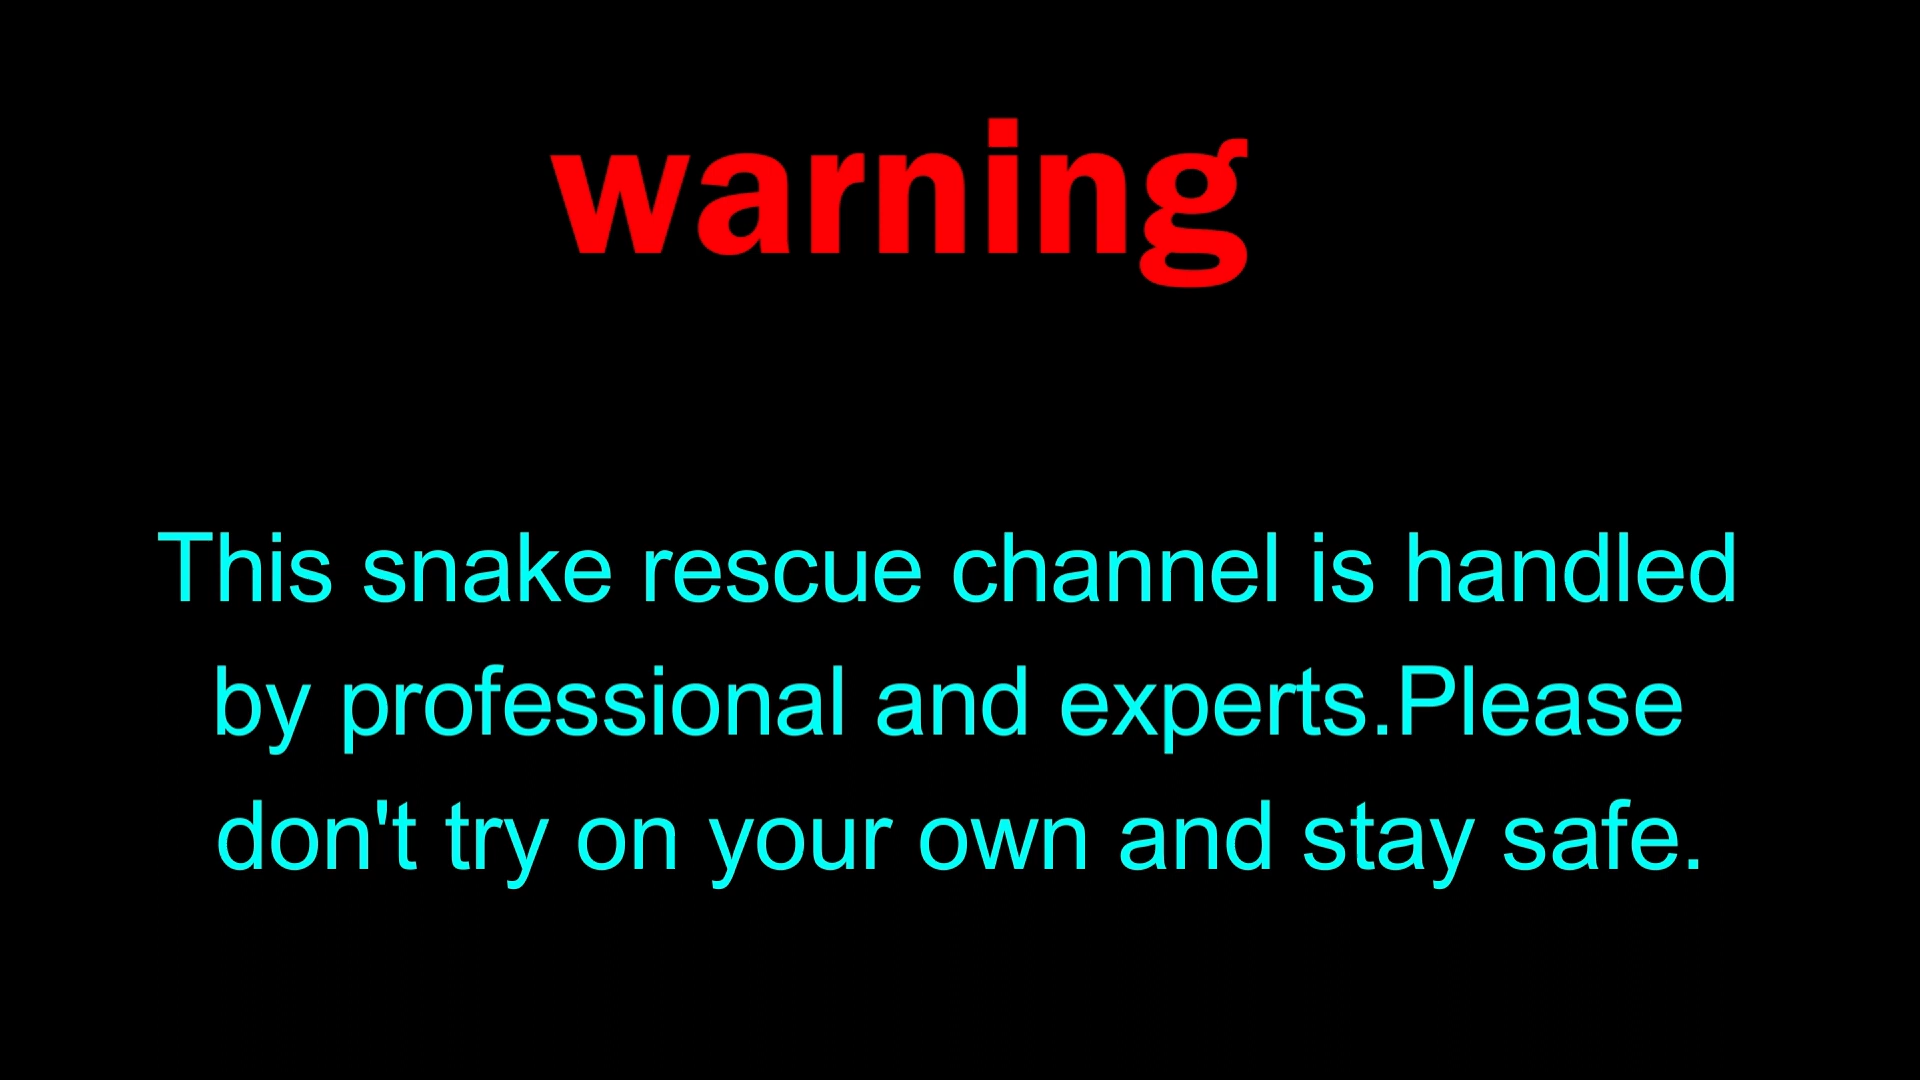 warning
This snake rescue channel is handled
by professional and experts.Please
don't try on your own and stay safe.